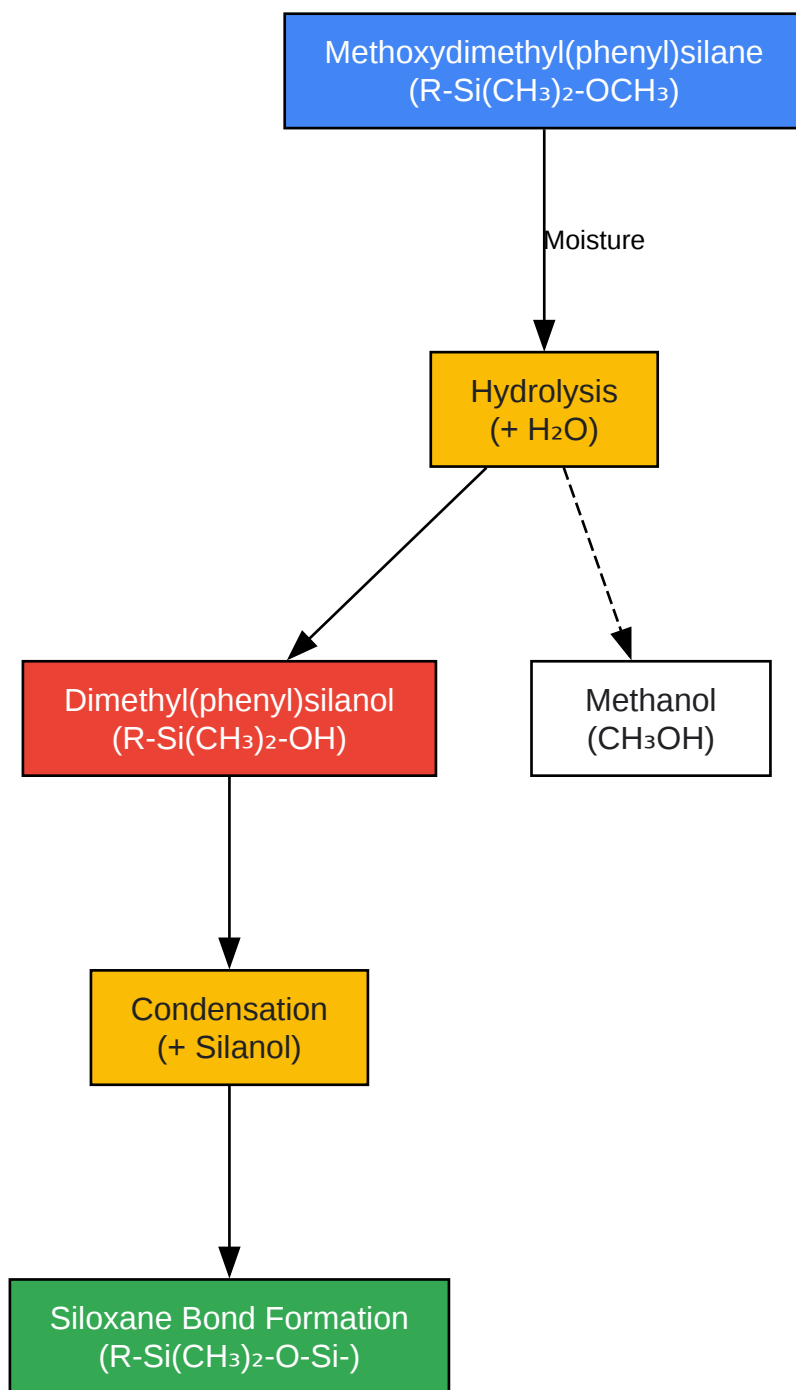 Methoxydimethyl(phenyl)silane
(R-Si(CH₃)₂-OCH₃)
Moisture
Hydrolysis
(+ H₂O)
Dimethyl(phenyl)silanol
(R-Si(CH₃)₂-OH)
Methanol
(CH₃OH)
Condensation
(+ Silanol)
Siloxane Bond Formation
(R-Si(CH₃)₂-O-Si-)